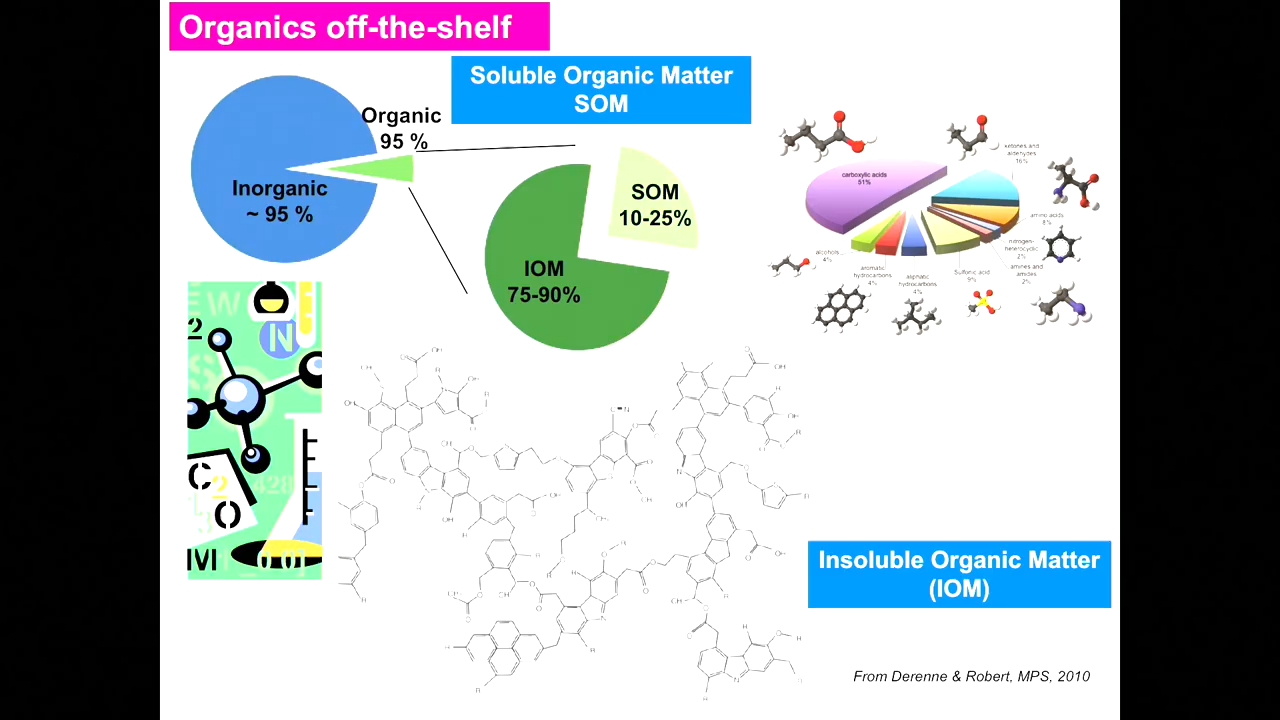 Organics off-the-shelf
Soluble Organic Matter
SOM
Organic
95 %
Inorganic
~ 95 %
SOM
10-25%
IOM
75-90%
carboxylic acids
51%
ketones and
aldehydes
16%
amino acids
8%
nitrogen-
heterocyclic
2%
amines and
amides
2%
Sulfonic acid
9%
aliphatic
hydrocarbons
4%
aromatic
hydrocarbons
4%
alcohols
4%
N
2
C
2
O
M
Insoluble Organic Matter
(IOM)
From Derenne & Robert, MPS, 2010